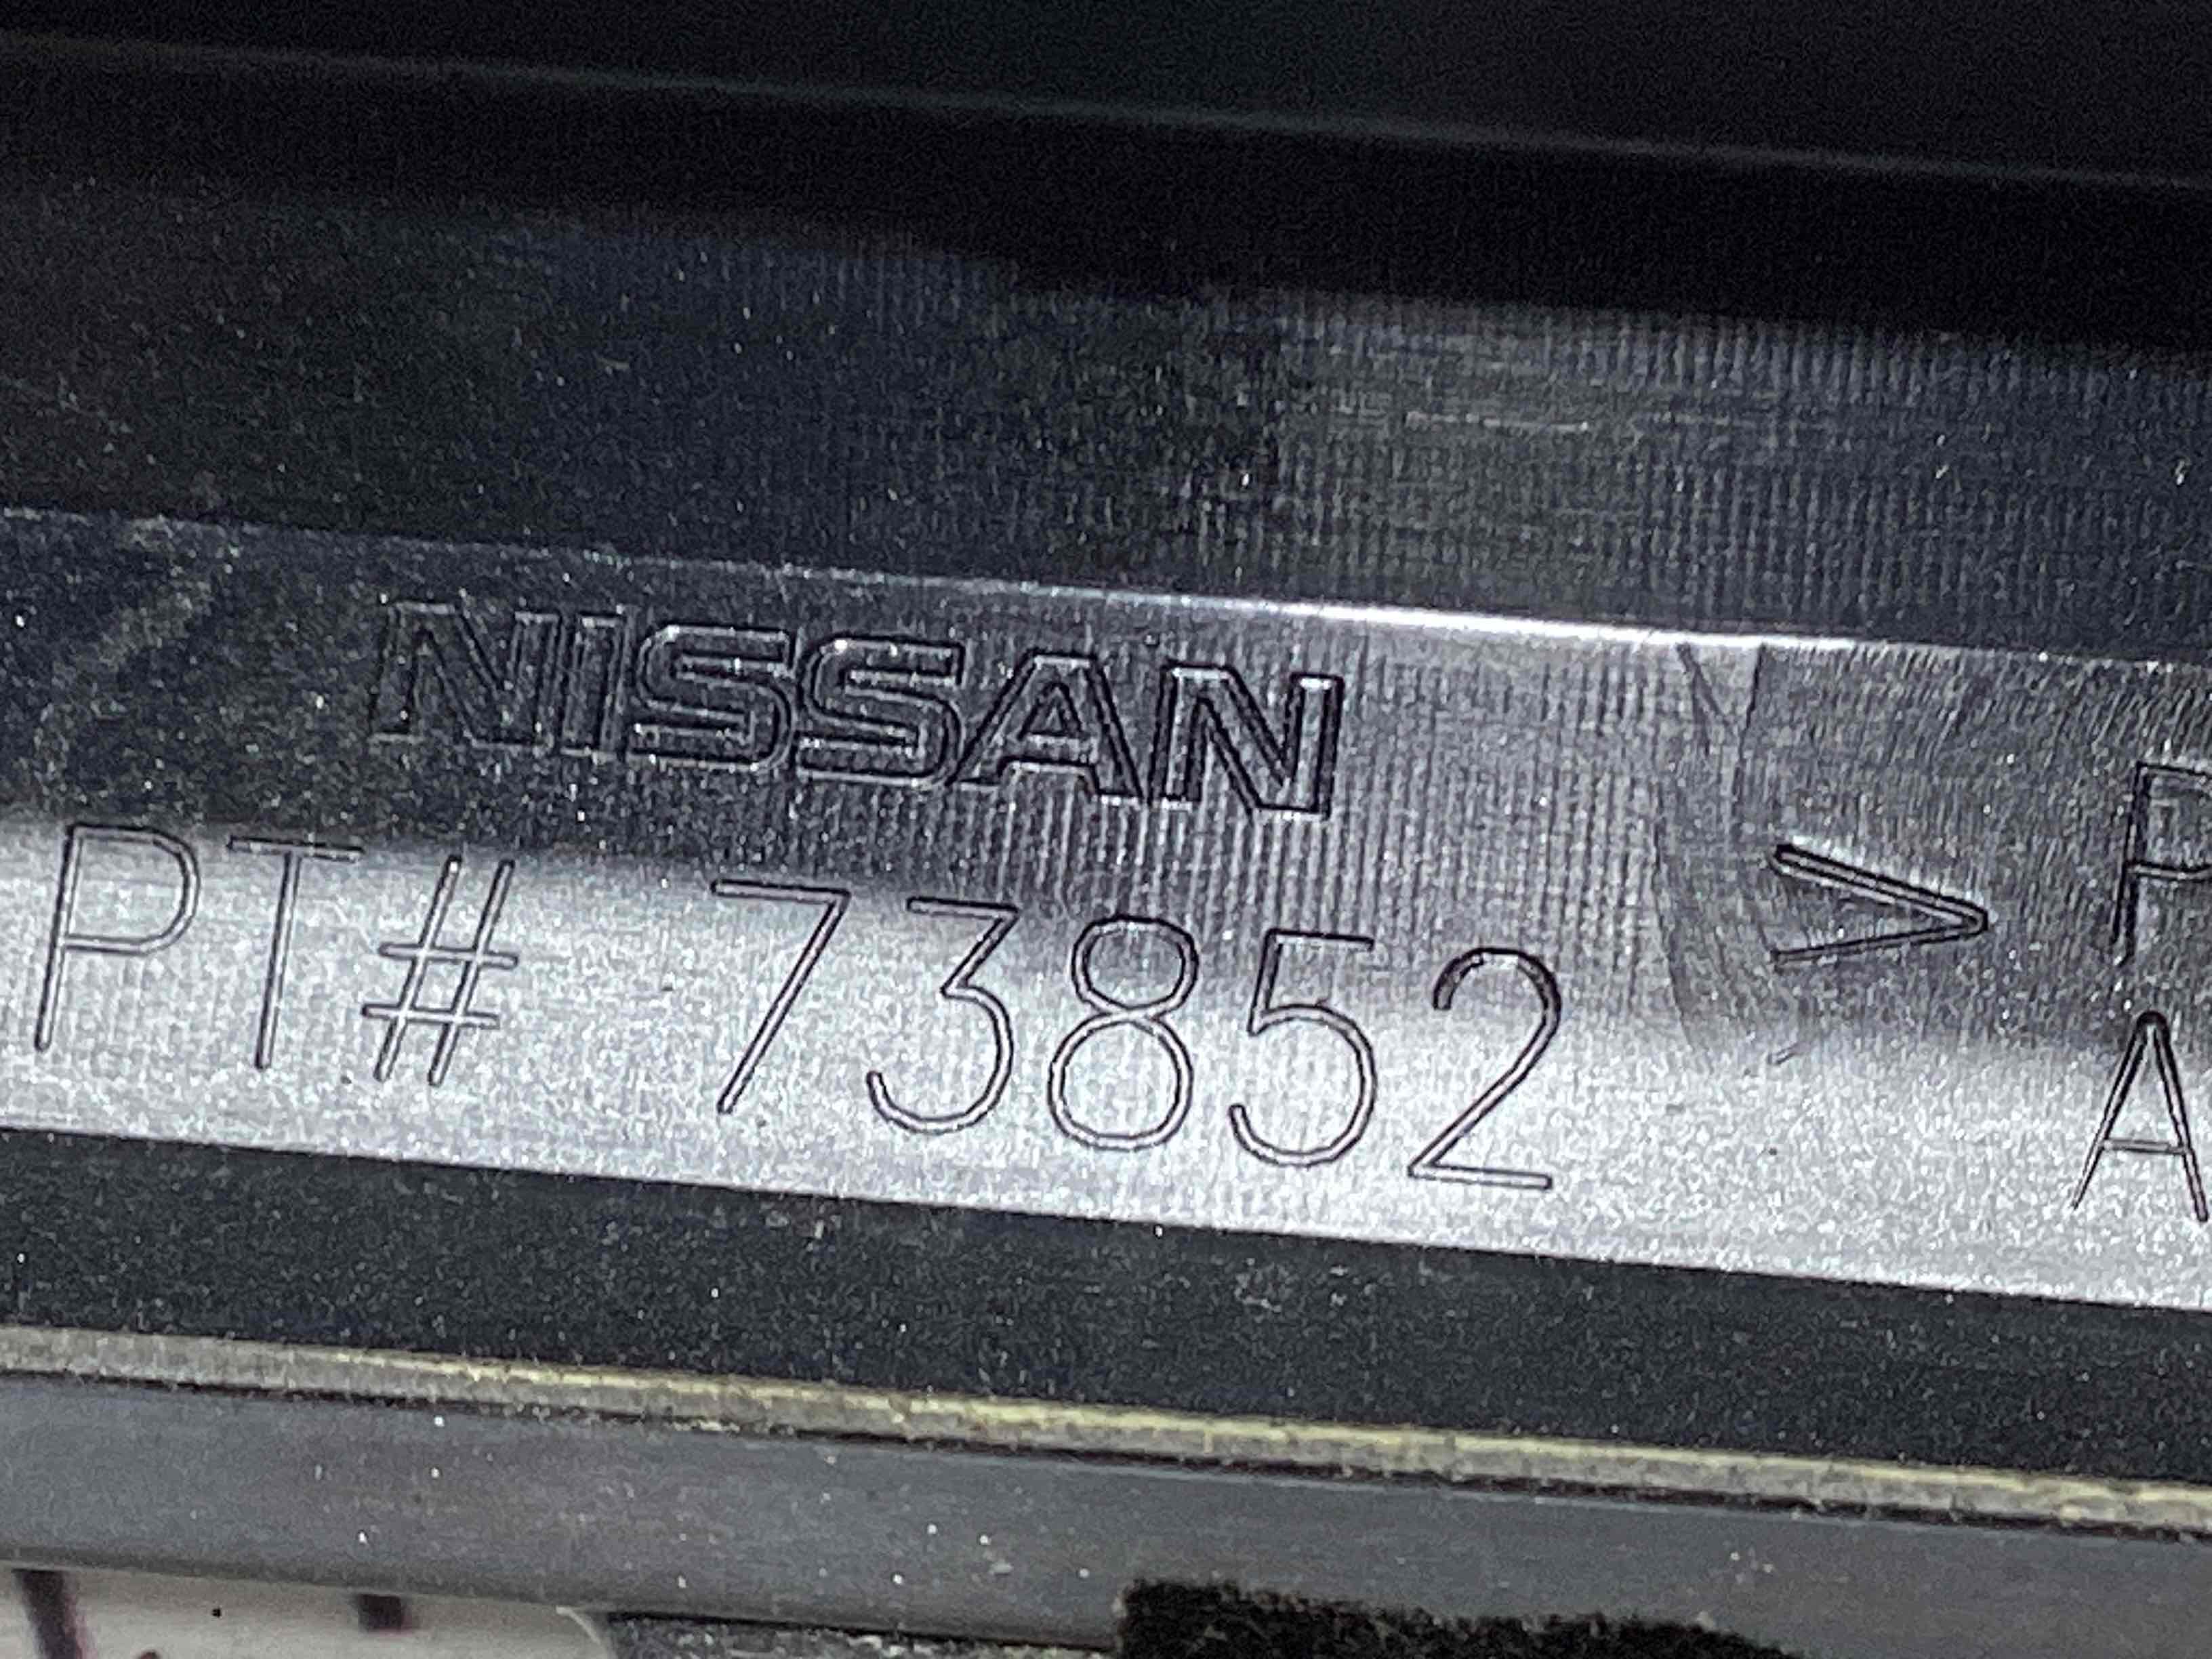 NISSAN
PT# 73852
> P
A